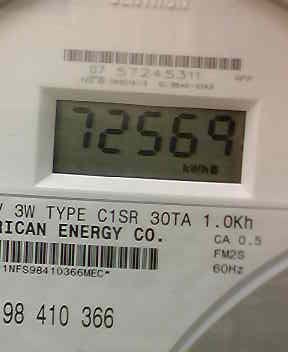 07 57245311
72569
kWh
V 3W TYPE C1SR 30TA 1.0Kh
RICAN ENERGY CO.
CA 0.5
FM2S
60Hz
1NFS98410366MEC*
98 410 366